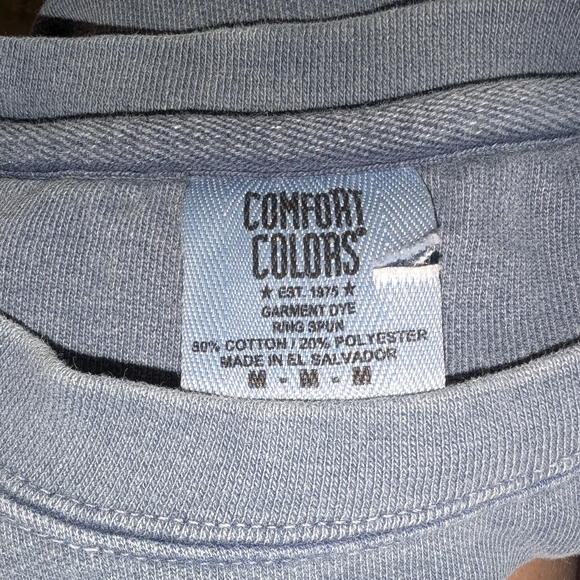 COMFORT
COLORS®
★ EST. 1975 ★
GARMENT DYE
RING SPUN
80% COTTON / 20% POLYESTER
MADE IN EL SALVADOR
M - M - M